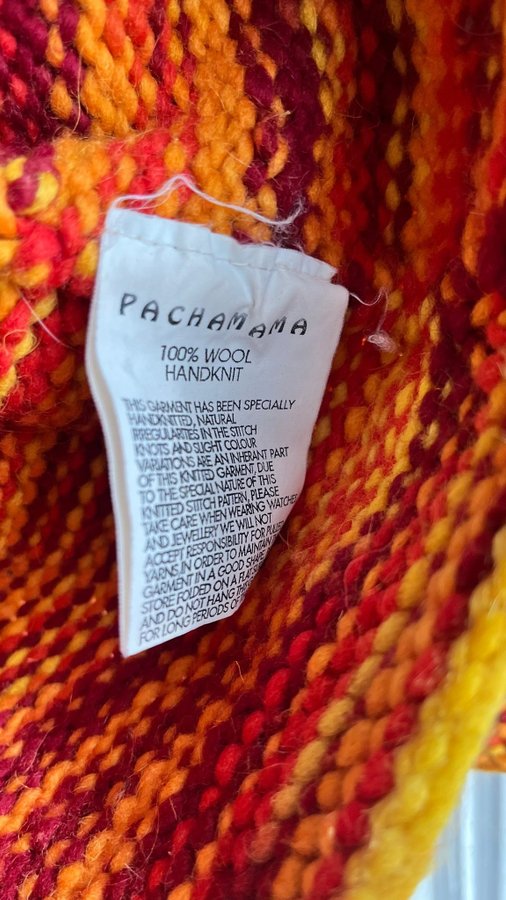 PACHAMAMA
100% WOOL
HANDKNIT
THIS GARMENT HAS BEEN SPECIALLY
HANDKNITTED, NATURAL
IRREGULARITIES IN THE STITCH
KNOTS AND SLIGHT COLOUR
VARIATIONS ARE AN INHERANT PART
OF THIS KNITTED GARMENT, DUE
TO THE SPECIAL NATURE OF THIS
KNITTED STITCH PATTERN, PLEASE
TAKE CARE WHEN WEARING WATCHES
AND JEWELLERY WE WILL NOT
ACCEPT RESPONSIBILITY FOR PULLED
YARNS IN ORDER TO MAINTAIN
GARMENT IN A GOOD SHAPE
STORE FOLDED ON A FLAT
AND DO NOT HANG THIS
FOR LONG PERIODS OF